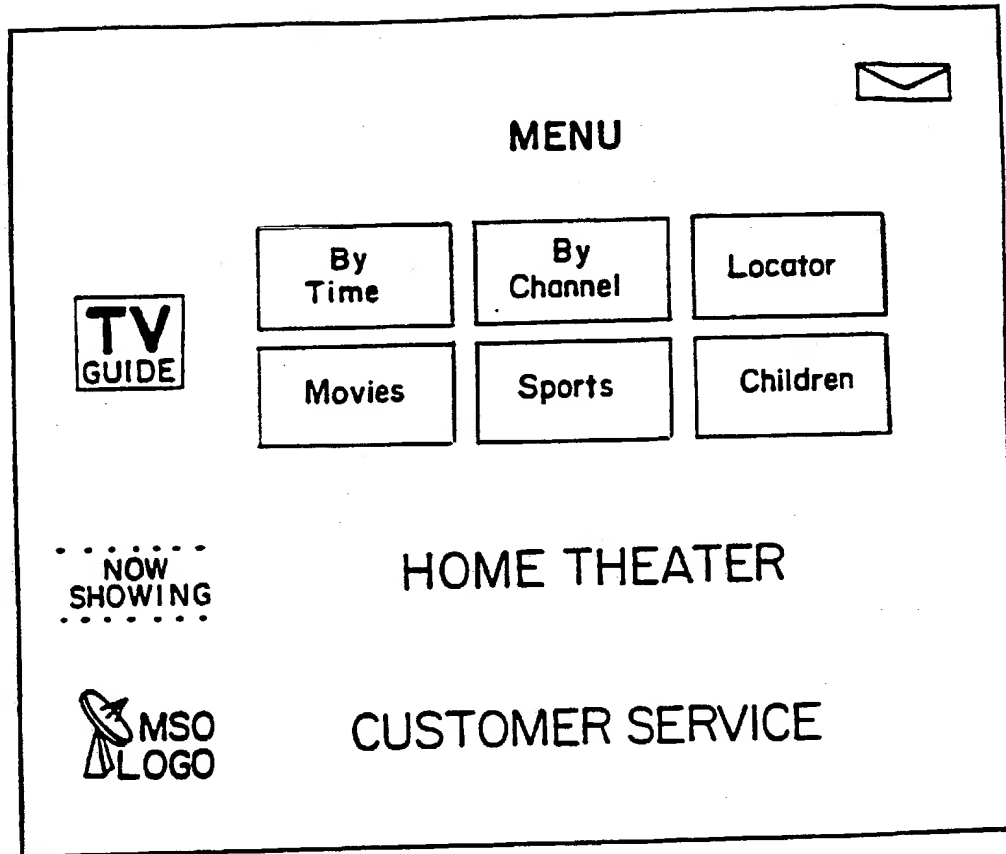 MENU
By
Time
By
Channel
Locator
TV
GUIDE
Movies
Sports
Children
NOW
SHOWING
HOME THEATER
MSO
LOGO
CUSTOMER SERVICE